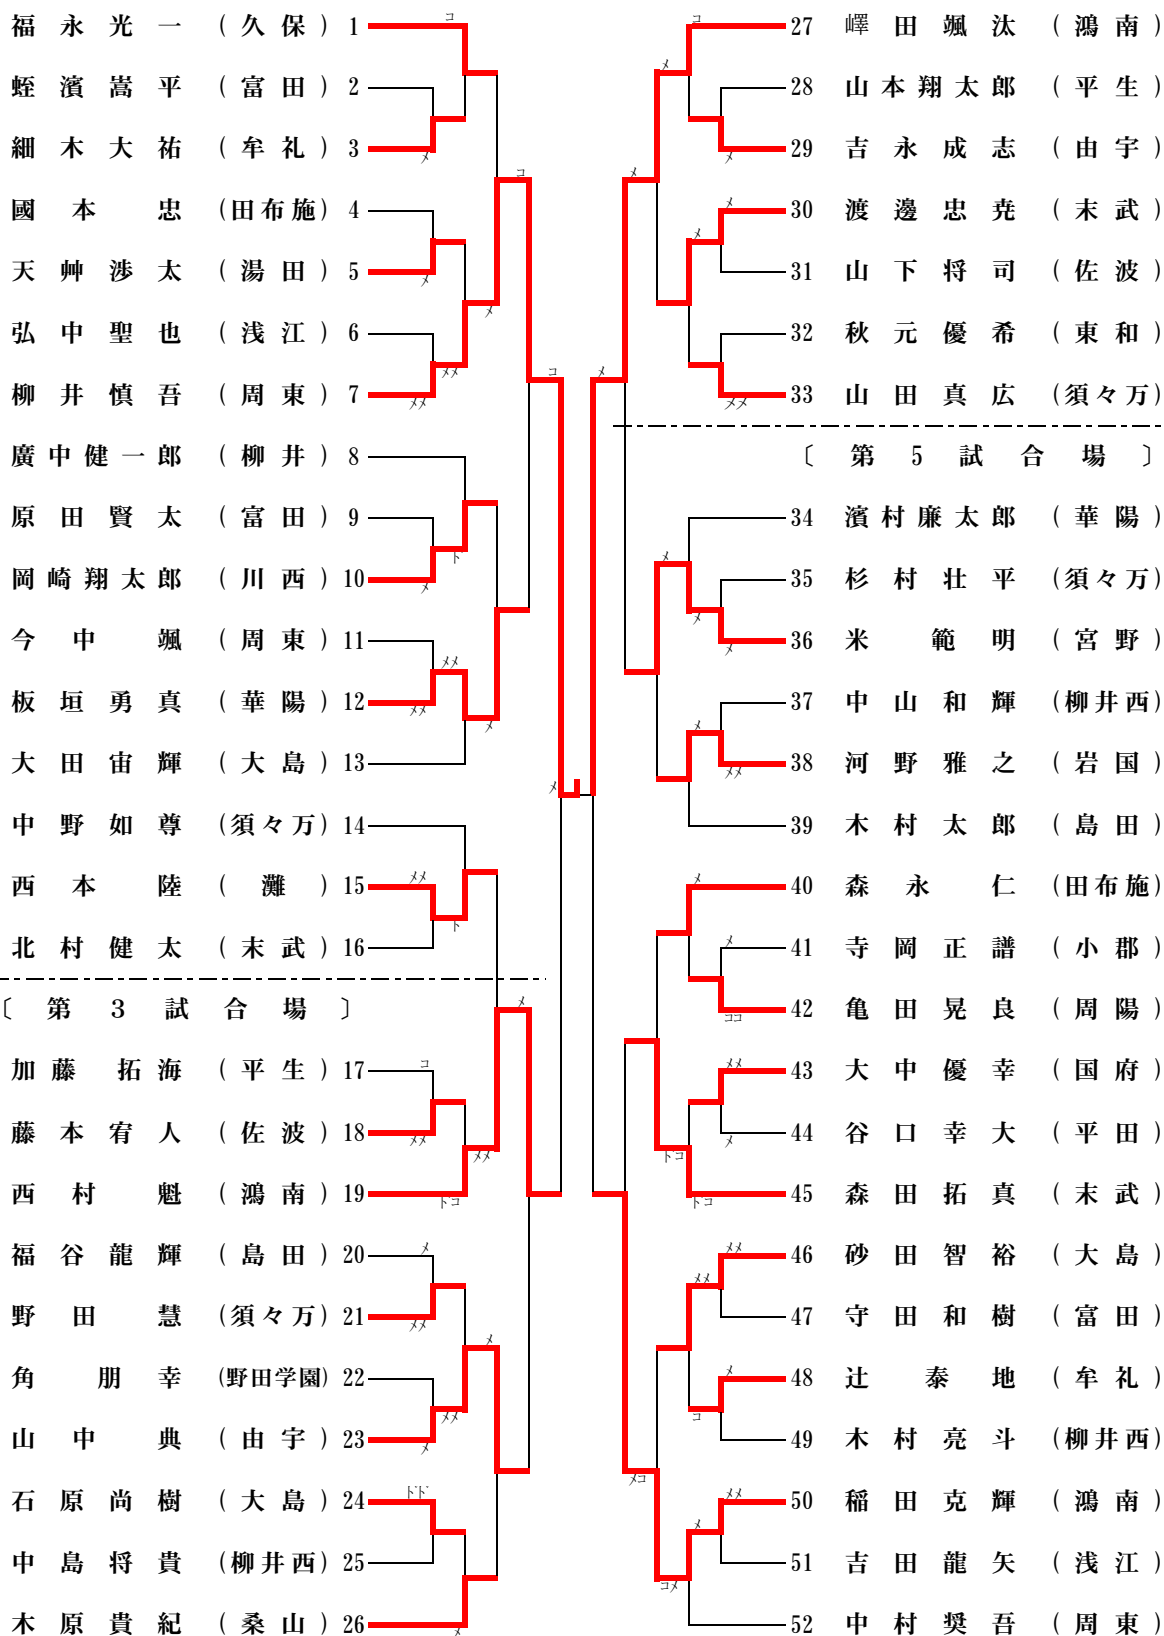 福永光一 (久保) 1
蛭濱嵩平 (富田) 2
細木大祐 (牟礼) 3
國本忠 (田布施) 4
天艸渉太 (湯田) 5
弘中聖也 (浅江) 6
柳井慎吾 (周東) 7
廣中健一郎 (柳井) 8
原田賢太 (富田) 9
岡崎翔太郎 (川西) 10
今中颯 (周東) 11
板垣勇真 (華陽) 12
大田宙輝 (大島) 13
中野如尊 (須々万) 14
西本陸 (灘) 15
北村健太 (末武) 16
〔第3試合場〕
加藤拓海 (平生) 17
藤本宥人 (佐波) 18
西村魁 (鴻南) 19
福谷龍輝 (島田) 20
野田慧 (須々万) 21
角朋幸 (野田学園) 22
山中典 (由宇) 23
石原尚樹 (大島) 24
中島将貴 (柳井西) 25
木原貴紀 (桑山) 26
27 嶧田颯汰 (鴻南)
28 山本翔太郎 (平生)
29 吉永成志 (由宇)
30 渡邊忠尭 (末武)
31 山下将司 (佐波)
32 秋元優希 (東和)
33 山田真広 (須々万)
〔第5試合場〕
34 濱村廉太郎 (華陽)
35 杉村壮平 (須々万)
36 米範明 (宮野)
37 中山和輝 (柳井西)
38 河野雅之 (岩国)
39 木村太郎 (島田)
40 森永仁 (田布施)
41 寺岡正譜 (小郡)
42 亀田晃良 (周陽)
43 大中優幸 (国府)
44 谷口幸大 (平田)
45 森田拓真 (末武)
46 砂田智裕 (大島)
47 守田和樹 (富田)
48 辻泰地 (牟礼)
49 木村亮斗 (柳井西)
50 稲田克輝 (鴻南)
51 吉田龍矢 (浅江)
52 中村奨吾 (周東)